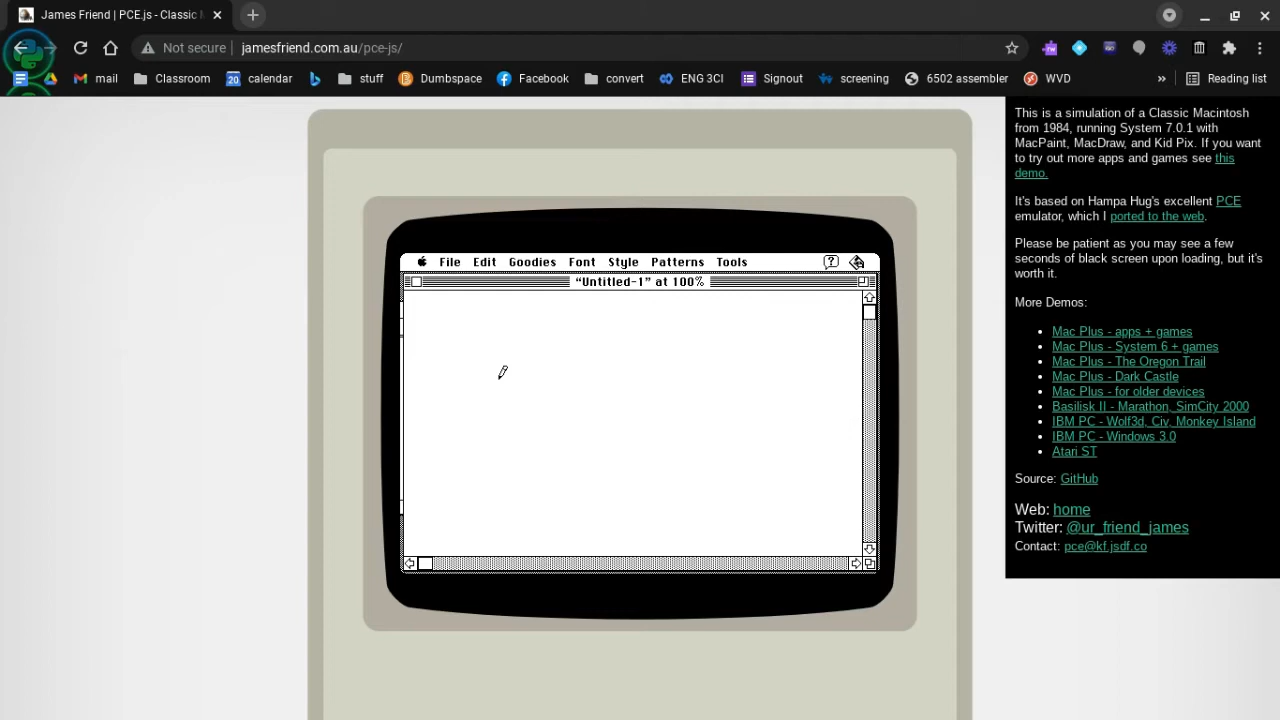 James Friend | PCE.js - Classic M
Not secure
jamesfriend.com.au/pce-js/
mail
Classroom
20
calendar
stuff
Dumbspace
Facebook
convert
ENG 3CI
Signout
screening
6502 assembler
WVD
»
Reading list
File Edit Goodies Font Style Patterns Tools
?
“Untitled-1” at 100%
This is a simulation of a Classic Macintosh
from 1984, running System 7.0.1 with
MacPaint, MacDraw, and Kid Pix. If you want
to try out more apps and games see this
demo.
It's based on Hampa Hug's excellent PCE
emulator, which I ported to the web.
Please be patient as you may see a few
seconds of black screen upon loading, but it's
worth it.
More Demos:
Mac Plus - apps + games
Mac Plus - System 6 + games
Mac Plus - The Oregon Trail
Mac Plus - Dark Castle
Mac Plus - for older devices
Basilisk II - Marathon, SimCity 2000
IBM PC - Wolf3d, Civ, Monkey Island
IBM PC - Windows 3.0
Atari ST
Source: GitHub
Web: home
Twitter: @ur_friend_james
Contact: pce@kf.jsdf.co